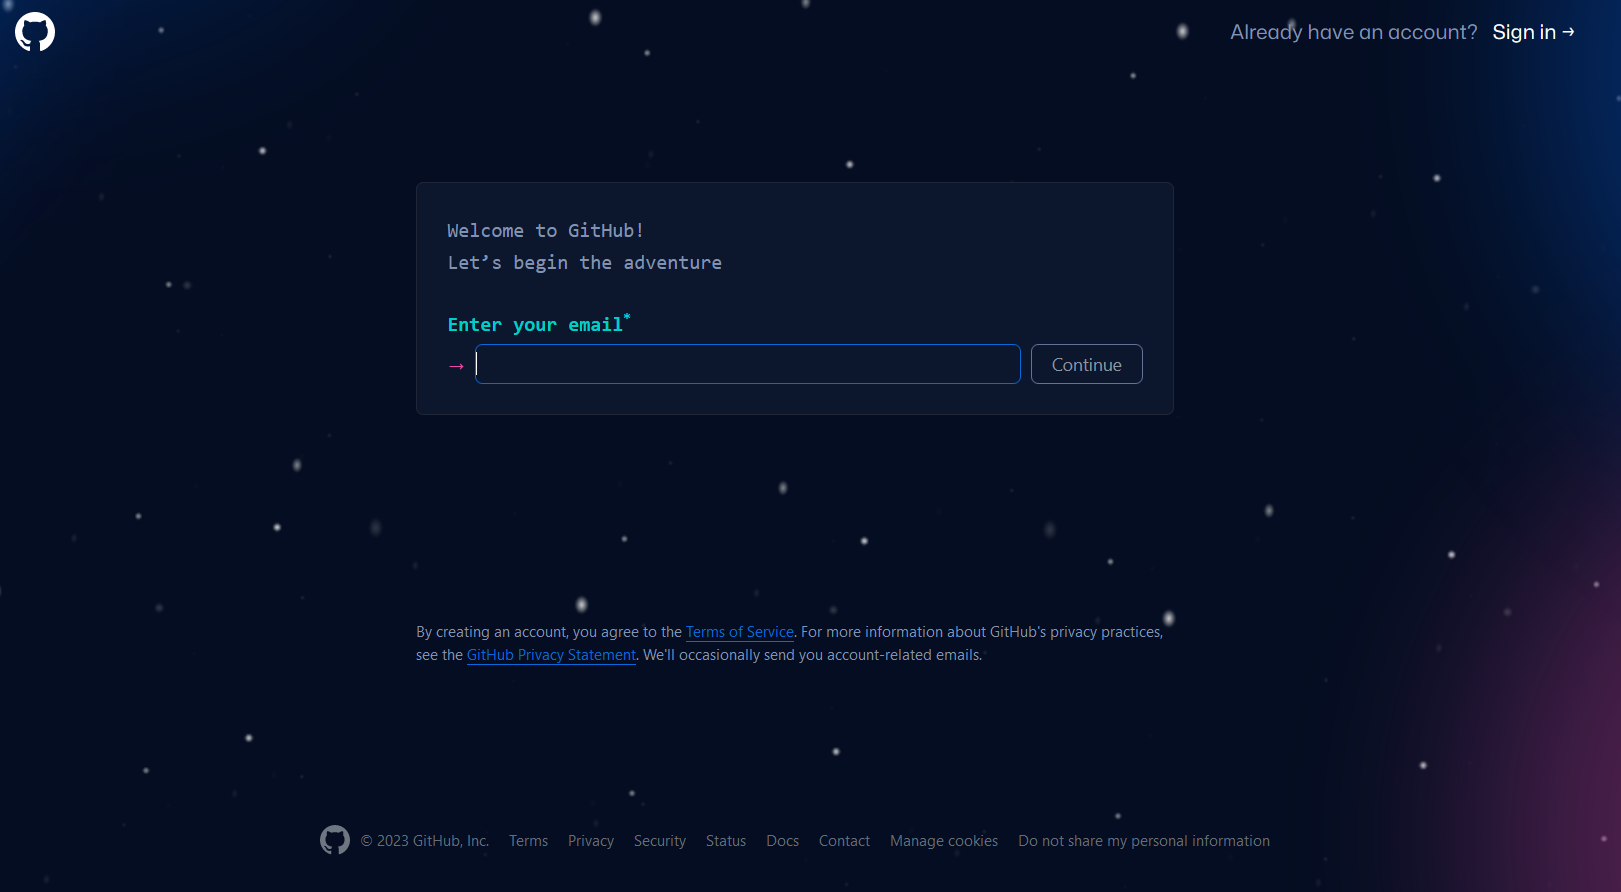 Already have an account? Sign in →
Welcome to GitHub!
Let’s begin the adventure
Enter your email*
→
Continue
By creating an account, you agree to the Terms of Service. For more information about GitHub's privacy practices,
see the GitHub Privacy Statement. We'll occasionally send you account-related emails.
© 2023 GitHub, Inc. Terms Privacy Security Status Docs Contact Manage cookies Do not share my personal information